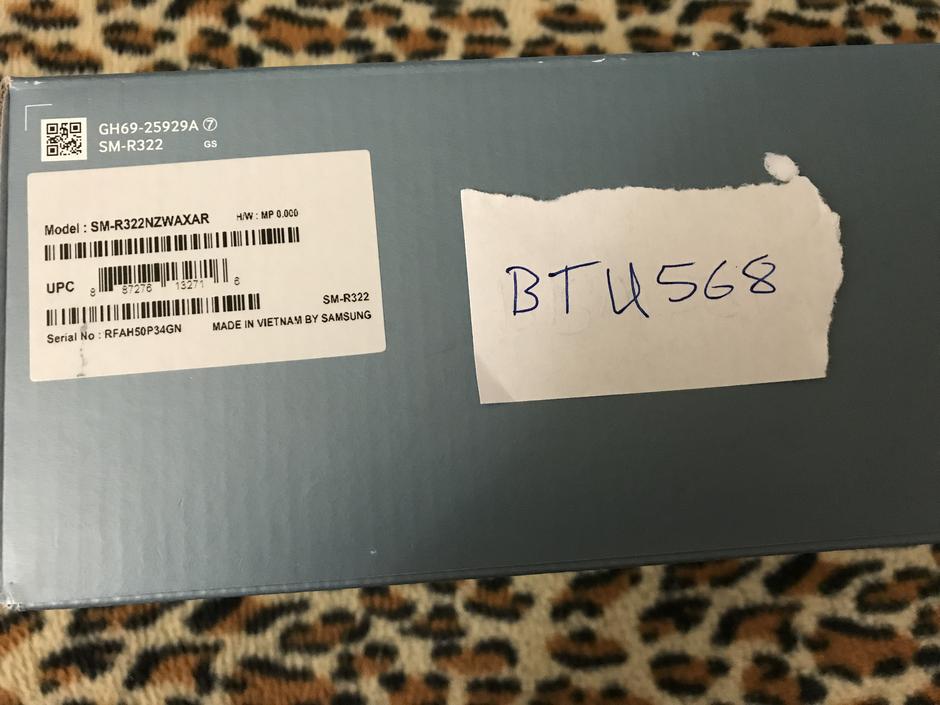 GH69-25929A ⑦
SM-R322 GS
Model : SM-R322NZWAXAR H/W : MP 0.000
UPC 8 87276 13271 6
SM-R322
Serial No : RFAH50P34GN MADE IN VIETNAM BY SAMSUNG
BTU568